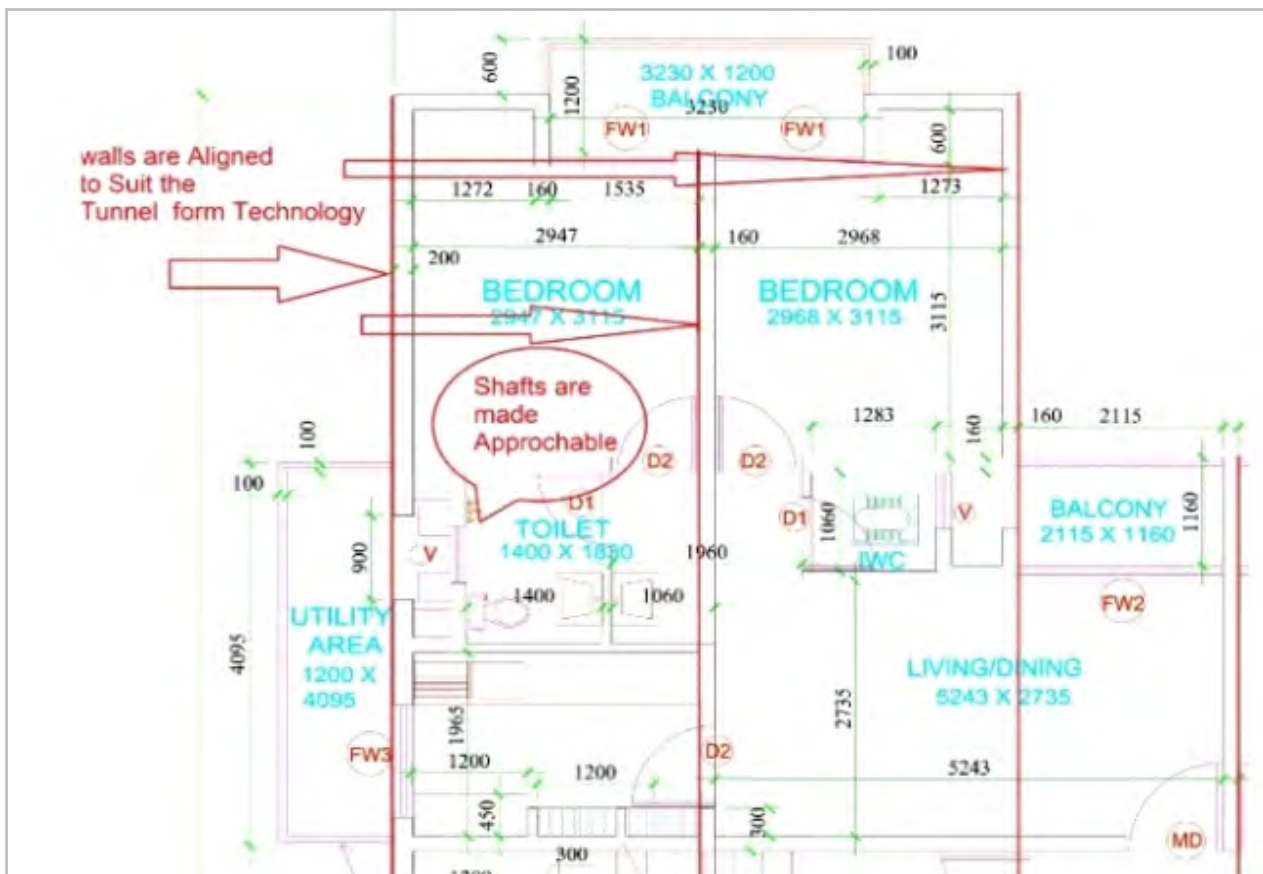 600
1200
3230 X 1200
BALCONY
3230
100
FW1
FW1
600
walls are Aligned
to Suit the
Tunnel form Technology
1272
160
1535
1273
2947
160
2968
200
BEDROOM
2947 X 3115
BEDROOM
2968 X 3115
3115
Shafts are
made
Approchable
1283
160
160
2115
100
100
D2
D2
D1
D1
1060
V
BALCONY
2115 X 1160
1160
TOILET
1400 X 1830
1960
IWC
900
V
1400
1060
FW2
UTILITY
AREA
1200 X
4095
4095
LIVING/DINING
5243 X 2735
2735
1965
FW3
D2
1200
1200
5243
450
300
300
MD